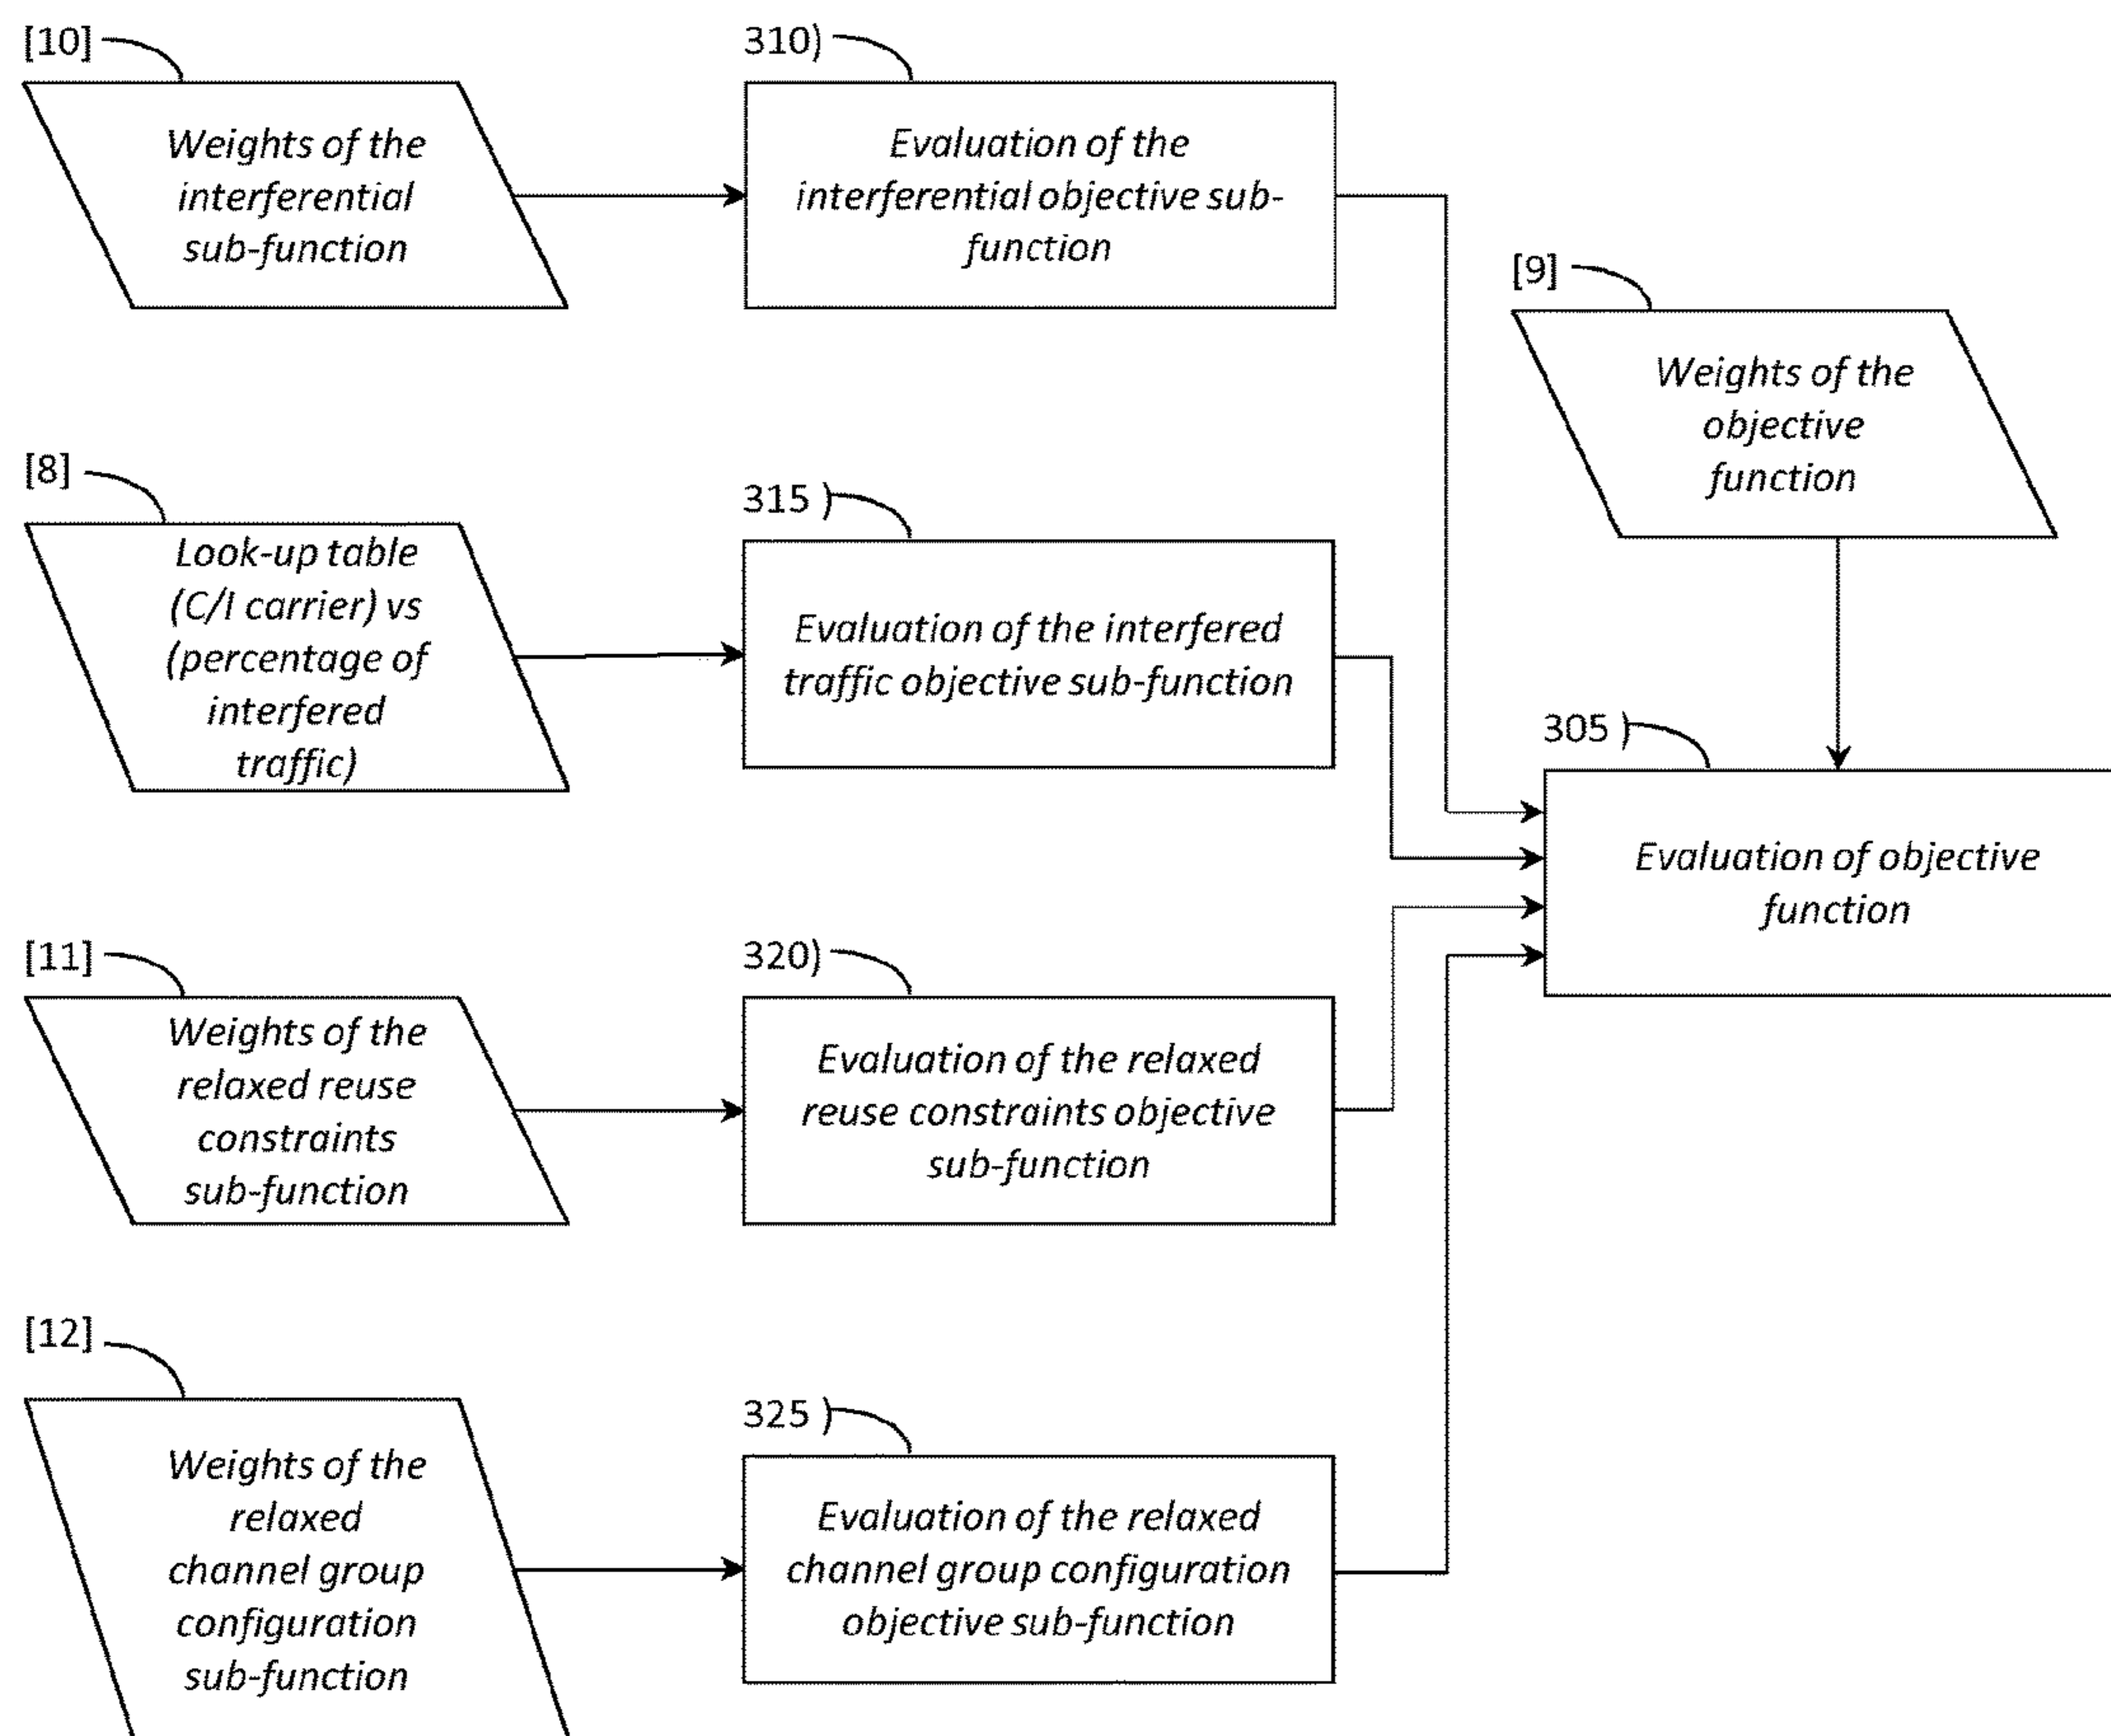 [10]
Weights of the
interferential
sub-function
310)
Evaluation of the
interferential objective sub-
function
[9]
Weights of the
objective
function
[8]
Look-up table
(C/I carrier) vs
(percentage of
interfered
traffic)
315 )
Evaluation of the interfered
traffic objective sub-function
305 )
Evaluation of objective
function
[11]
Weights of the
relaxed reuse
constraints
sub-function
320)
Evaluation of the relaxed
reuse constraints objective
sub-function
[12]
Weights of the
relaxed
channel group
configuration
sub-function
325 )
Evaluation of the relaxed
channel group configuration
objective sub-function